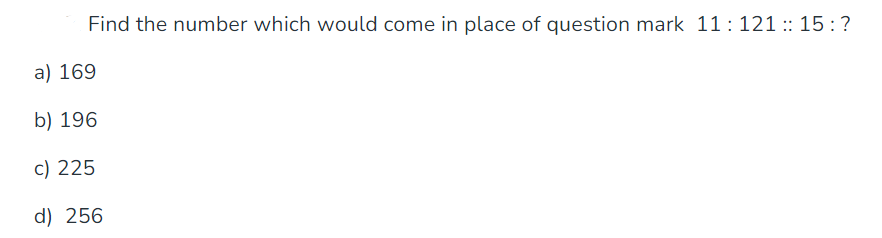 Find the number which would come in place of question mark 11 : 121 :: 15 : ?
a) 169
b) 196
c) 225
d) 256